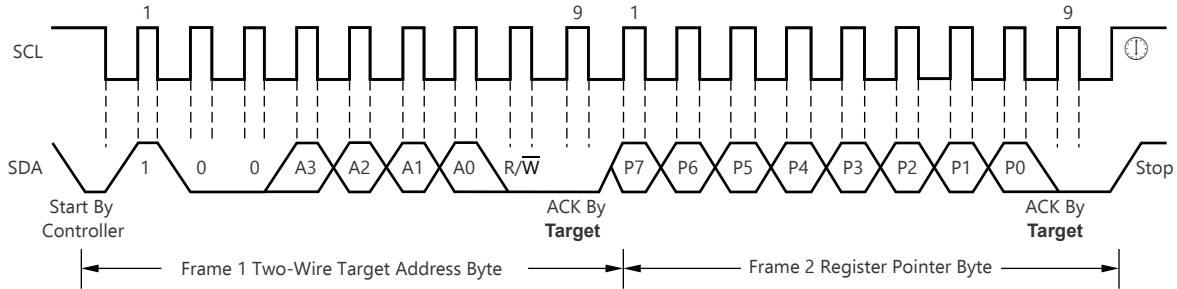 1 9 1 9
SCL
SDA 1 0 0 A3 A2 A1 A0 R/W̅ P7 P6 P5 P4 P3 P2 P1 P0 Stop
Start By
Controller
ACK By
Target
ACK By
Target
Frame 1 Two-Wire Target Address Byte
Frame 2 Register Pointer Byte